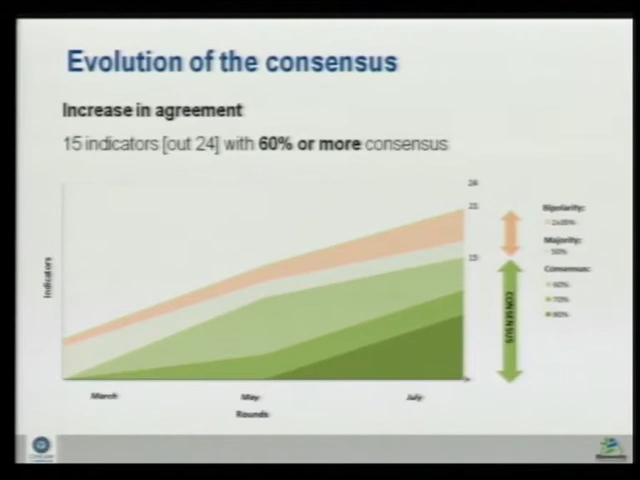 Evolution of the consensus
Increase in agreement
15 indicators [out 24] with 60% or more consensus
24
15
Indicators
March
May
July
Rounds
CONSENSUS
Bipolarity:
Majority:
50%
Consensus:
60%
70%
80%